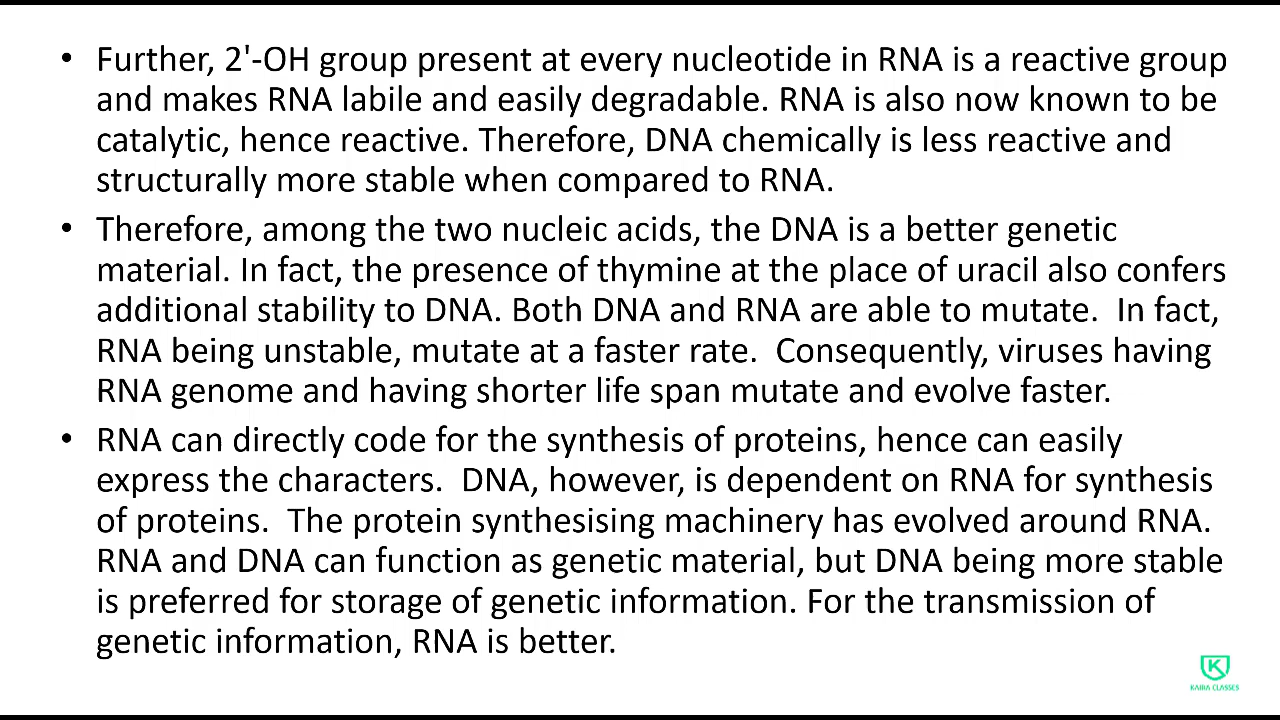 • Further, 2'-OH group present at every nucleotide in RNA is a reactive group
and makes RNA labile and easily degradable. RNA is also now known to be
catalytic, hence reactive. Therefore, DNA chemically is less reactive and
structurally more stable when compared to RNA.
• Therefore, among the two nucleic acids, the DNA is a better genetic
material. In fact, the presence of thymine at the place of uracil also confers
additional stability to DNA. Both DNA and RNA are able to mutate.  In fact,
RNA being unstable, mutate at a faster rate.  Consequently, viruses having
RNA genome and having shorter life span mutate and evolve faster.
• RNA can directly code for the synthesis of proteins, hence can easily
express the characters.  DNA, however, is dependent on RNA for synthesis
of proteins.  The protein synthesising machinery has evolved around RNA.
RNA and DNA can function as genetic material, but DNA being more stable
is preferred for storage of genetic information. For the transmission of
genetic information, RNA is better.
K
CLASSES